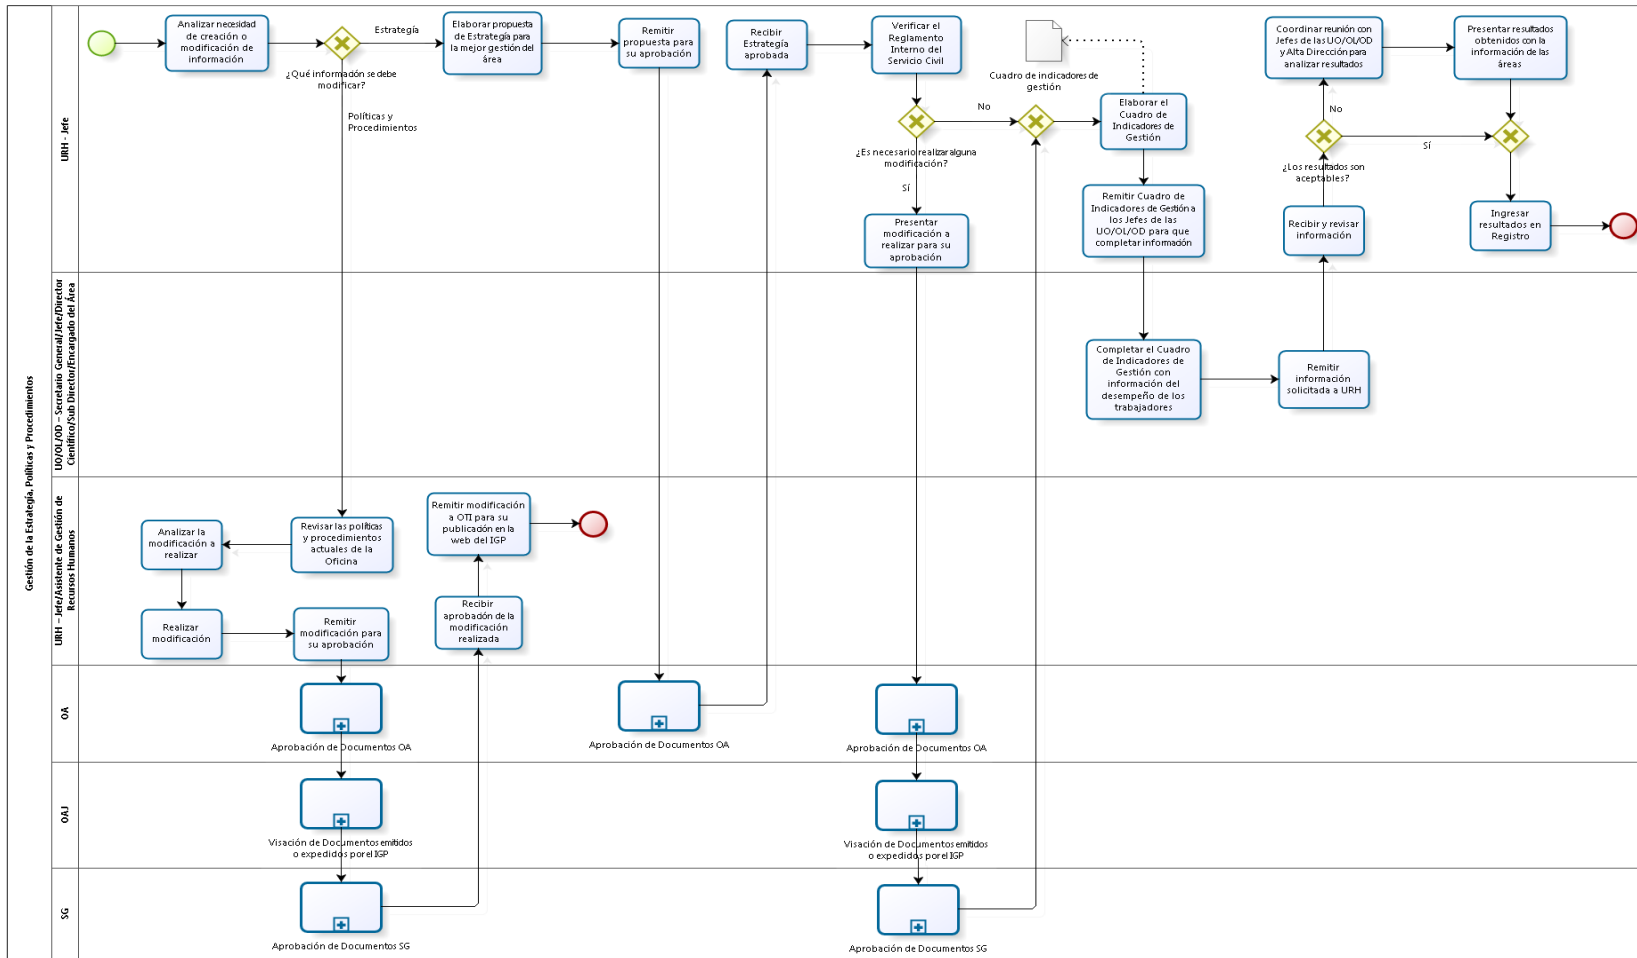 Gestión de la Estrategia, Políticas y Procedimientos
URH - Jefe
Analizar necesidad
de creación o
modificación de
información
¿Qué información se debe
modificar?
Estrategía
Políticas y
Procedimientos
Elaborar propuesta
de Estrategía para
la mejor gestión del
área
Remitir
propuesta para
su aprobación
Recibir
Estrategía
aprobada
Verificar el
Reglamento
Interno del
Servicio Civil
¿Es necesario realizar alguna
modificación?
No
Sí
Presentar
modificación a
realizar para su
aprobación
Cuadro de indicadores de
gestión
Elaborar el
Cuadro de
Indicadores de
Gestión
Remitir Cuadro de
Indicadores de Gestión a
los Jefes de las
UO/OL/OD para que
completar información
Coordinar reunión con
Jefes de las UO/OL/OD
y Alta Dirección para
analizar resultados
Presentar resultados
obtenidos con la
información de las
áreas
No
Sí
¿Los resultados son
aceptables?
Recibir y revisar
información
Ingresar
resultados en
Registro
UO/OL/OD – Secretario General/Jefe/Director
Científico/Sub Director/Encargado del Área
Completar el Cuadro
de Indicadores de
Gestión con
información del
desempeño de los
trabajadores
Remitir
información
solicitada a URH
URH – Jefe/Asistente de Gestión de
Recursos Humanos
Analizar la
modificación a
realizar
Revisar las políticas
y procedimientos
actuales de la
Oficina
Realizar
modificación
Remitir
modificación para
su aprobación
Remitir modificación
a OTI para su
publicación en la
web del IGP
Recibir
aprobación de la
modificación
realizada
OA
Aprobación de Documentos OA
Aprobación de Documentos OA
Aprobación de Documentos OA
OAJ
Visación de Documentos emitidos
o expedidos por el IGP
Visación de Documentos emitidos
o expedidos por el IGP
SG
Aprobación de Documentos SG
Aprobación de Documentos SG